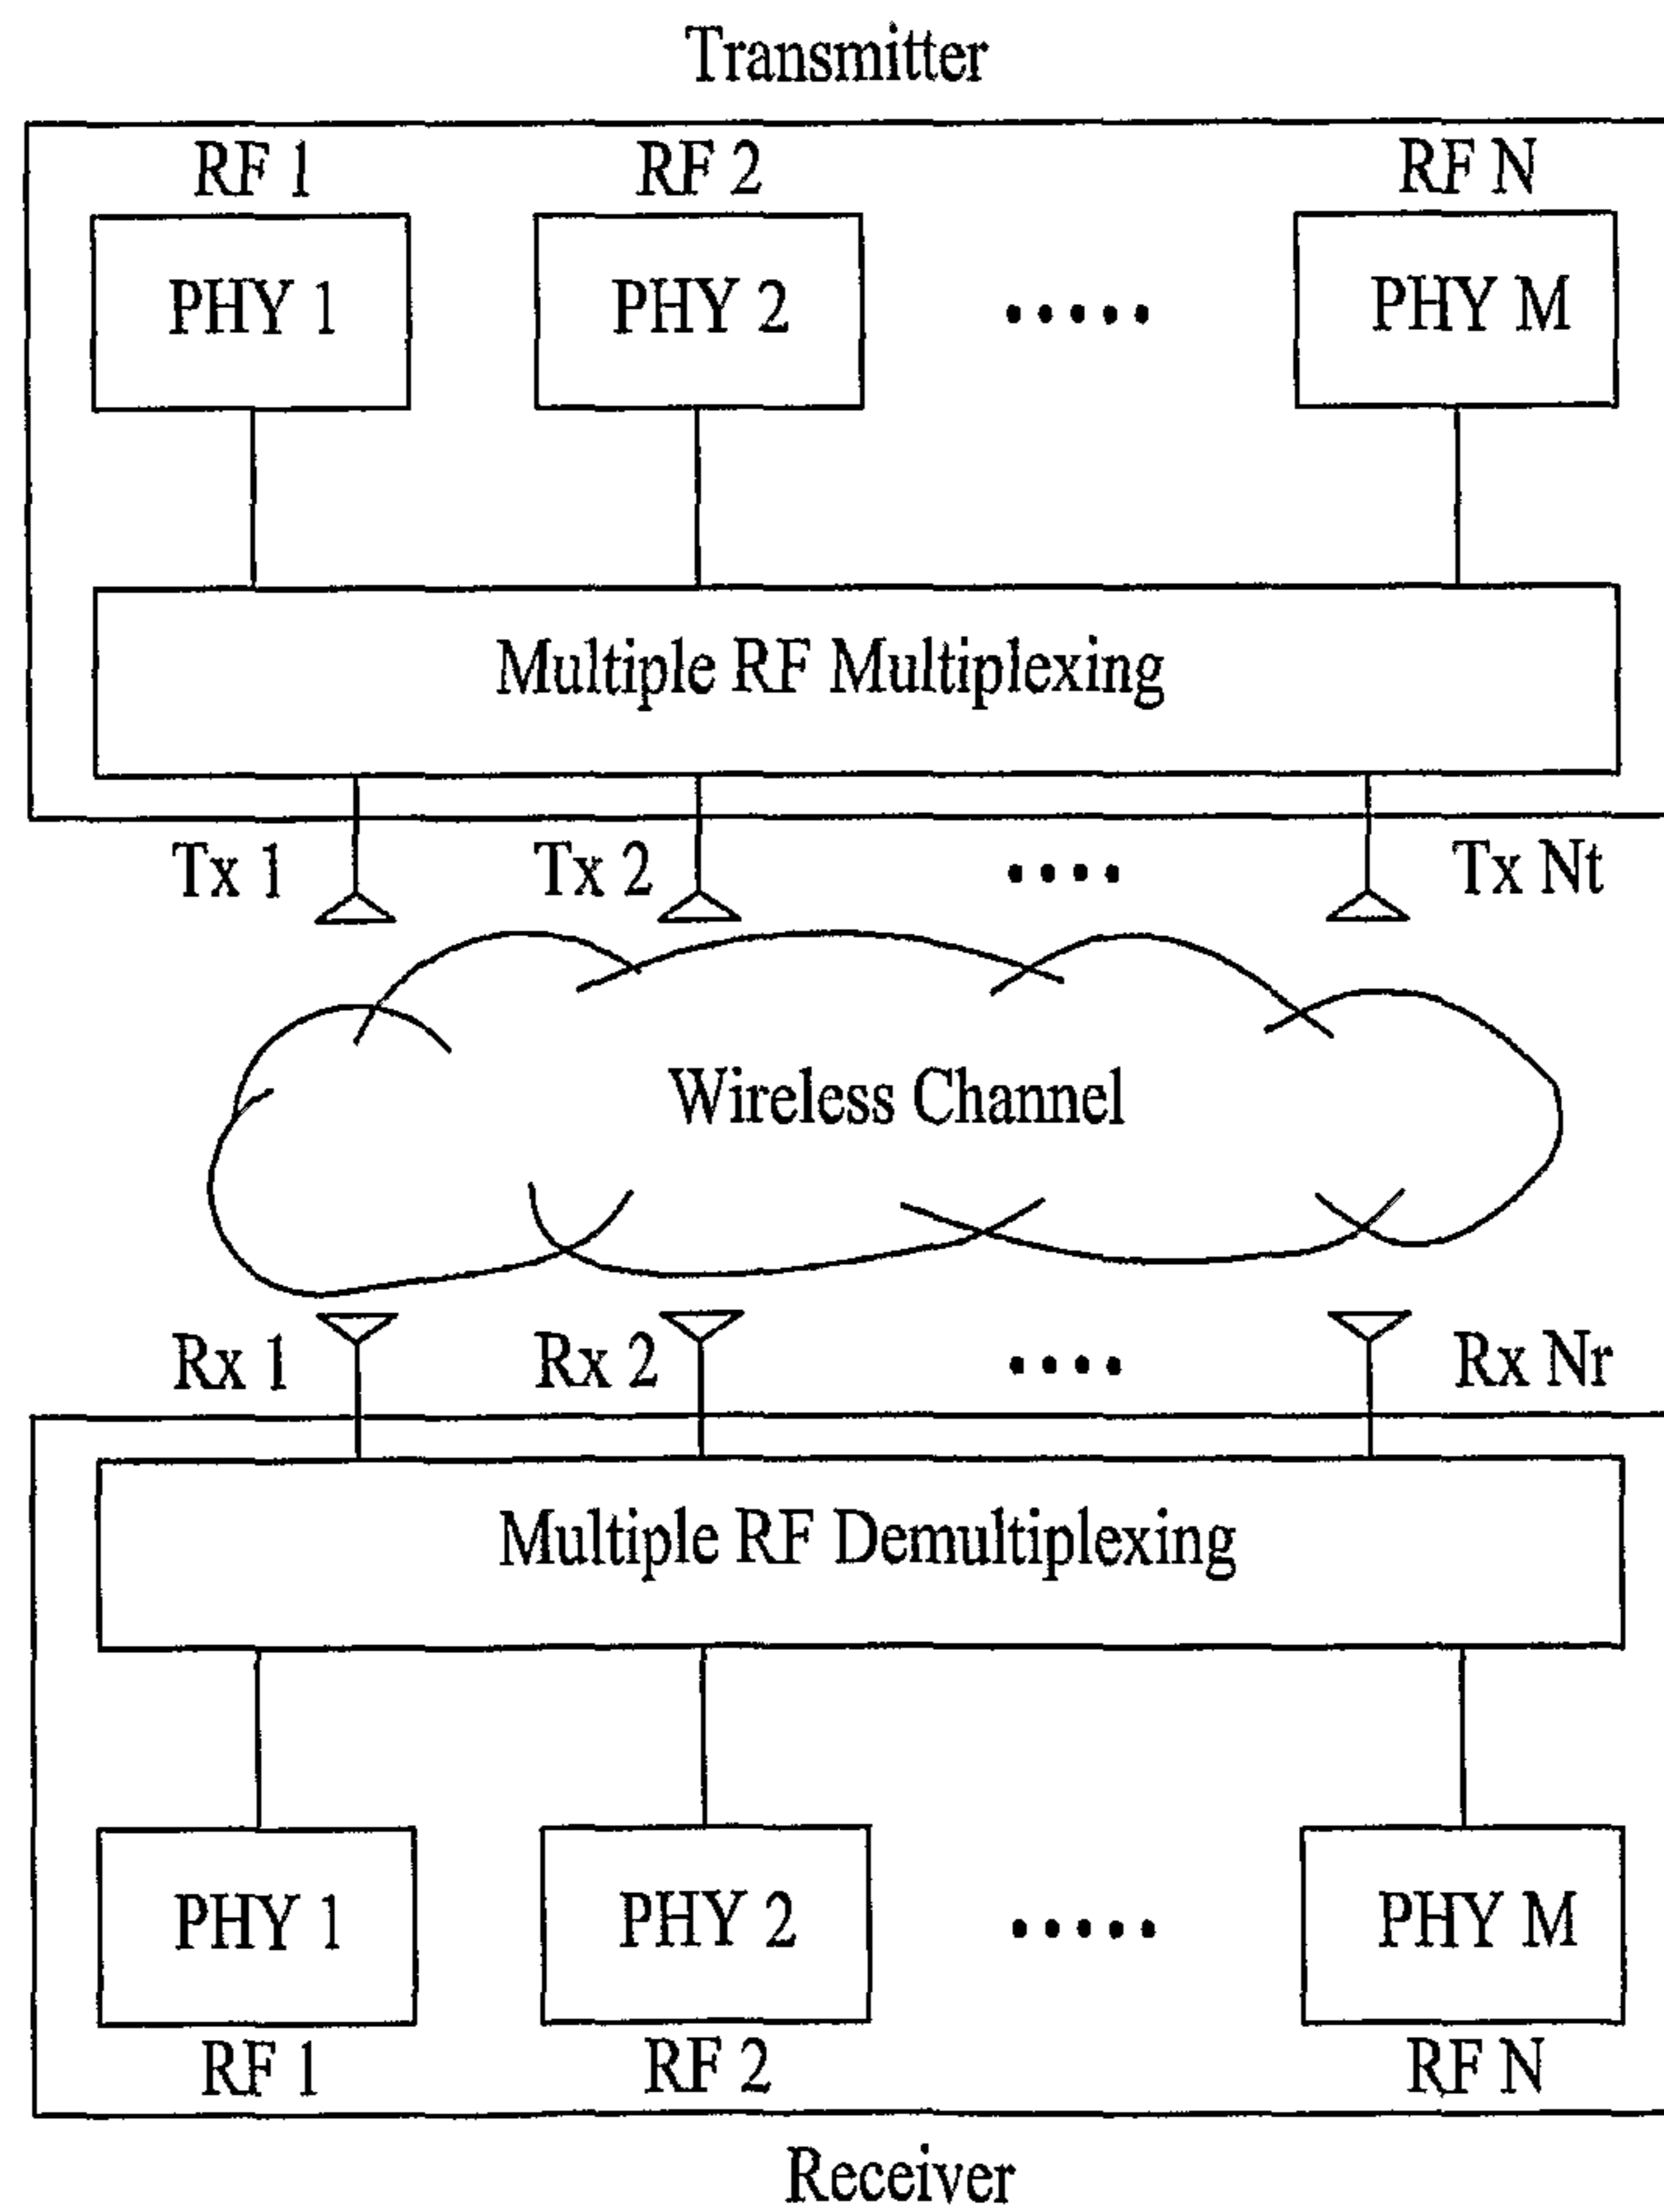 Transmitter
RF 1 RF 2 RF N
PHY 1 PHY 2 ..... PHY M
Multiple RF Multiplexing
Tx 1 Tx 2 .... Tx Nt
Wireless Channel
Rx 1 Rx 2 .... Rx Nr
Multiple RF Demultiplexing
PHY 1 PHY 2 ..... PHY M
RF 1 RF 2 RF N
Receiver